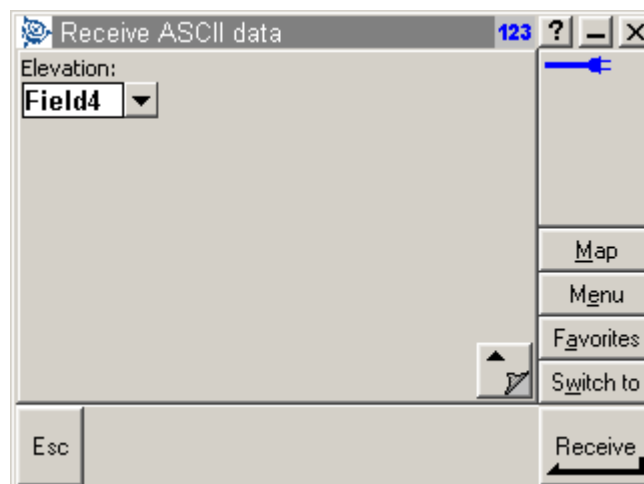 Receive ASCII data 123 ?
Elevation:
Field4
Map
Menu
Favorites
Switch to
Esc
Receive